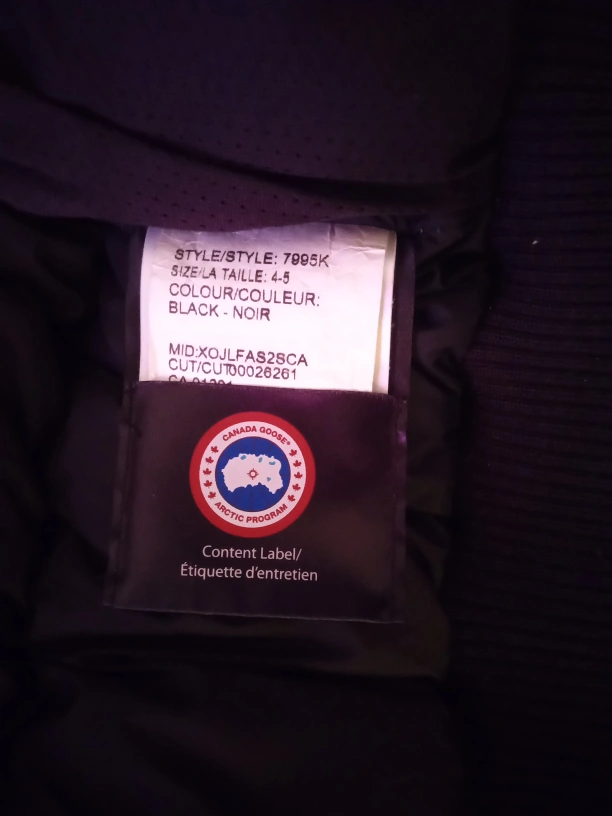 STYLE/STYLE: 7995K
SIZE/LA TAILLE: 4-5
COLOUR/COULEUR:
BLACK - NOIR
MID:XOJLFAS2SCA
CUT/CUT00026261
CANADA GOOSE®
ARCTIC PROGRAM
Content Label/
Étiquette d'entretien